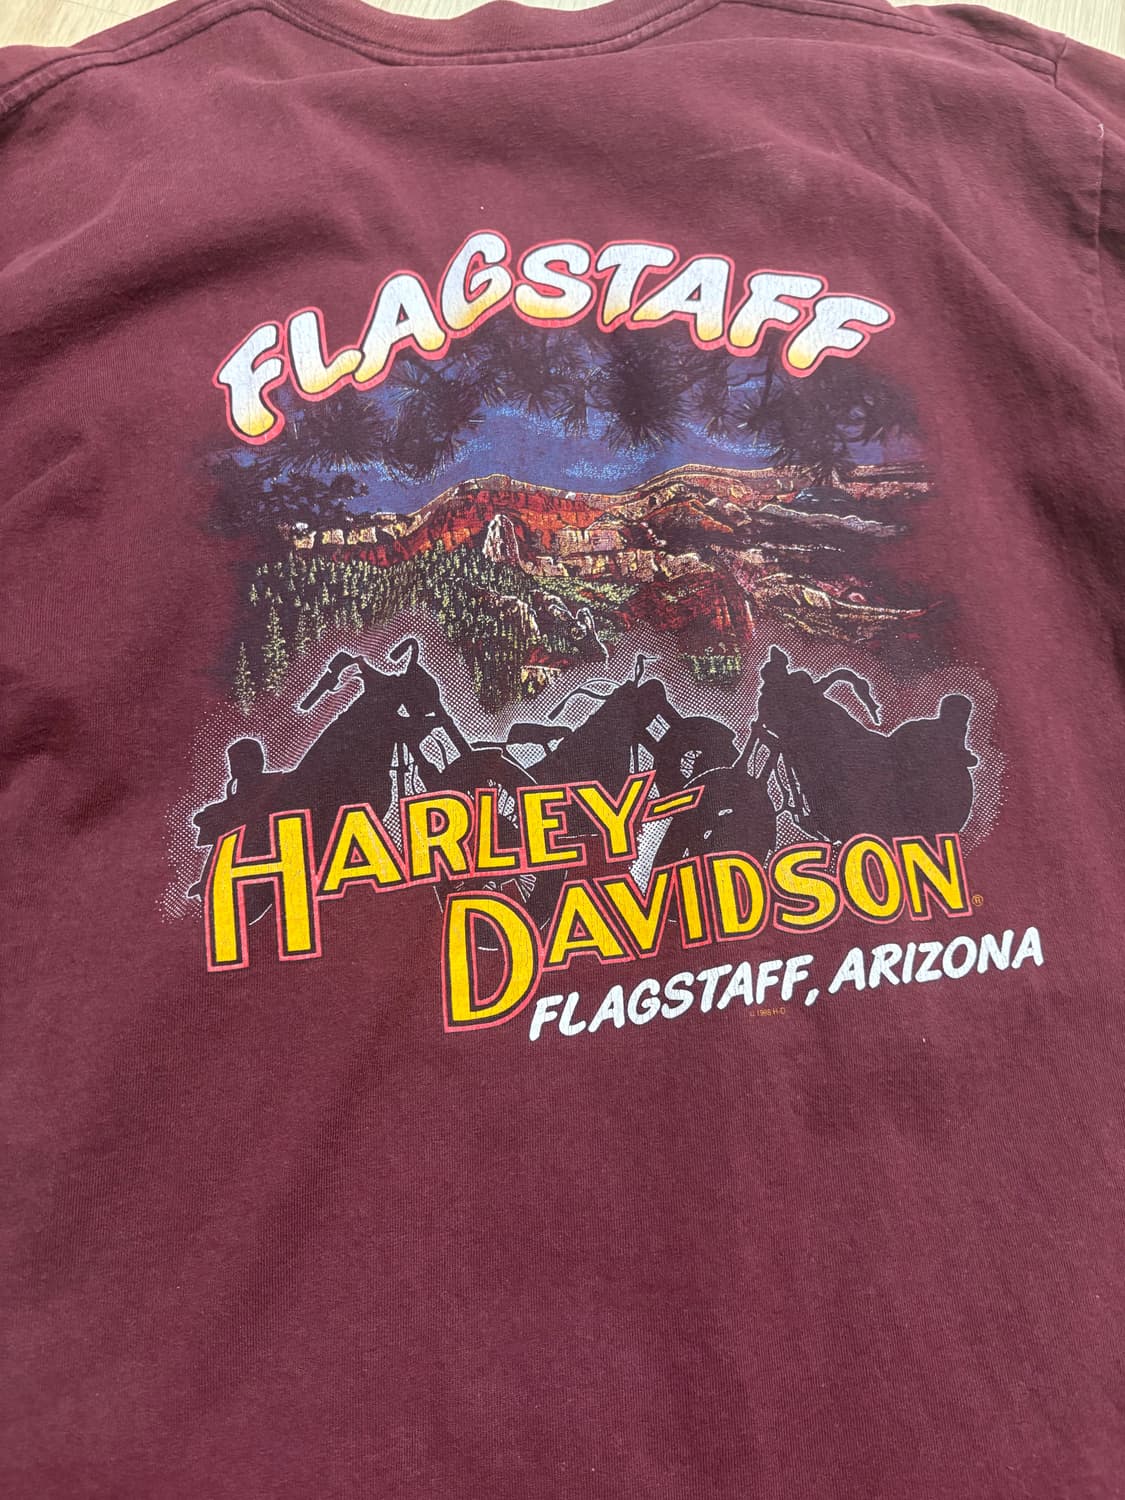 FLAGSTAFF
HARLEY-
DAVIDSON®
FLAGSTAFF, ARIZONA
H-D